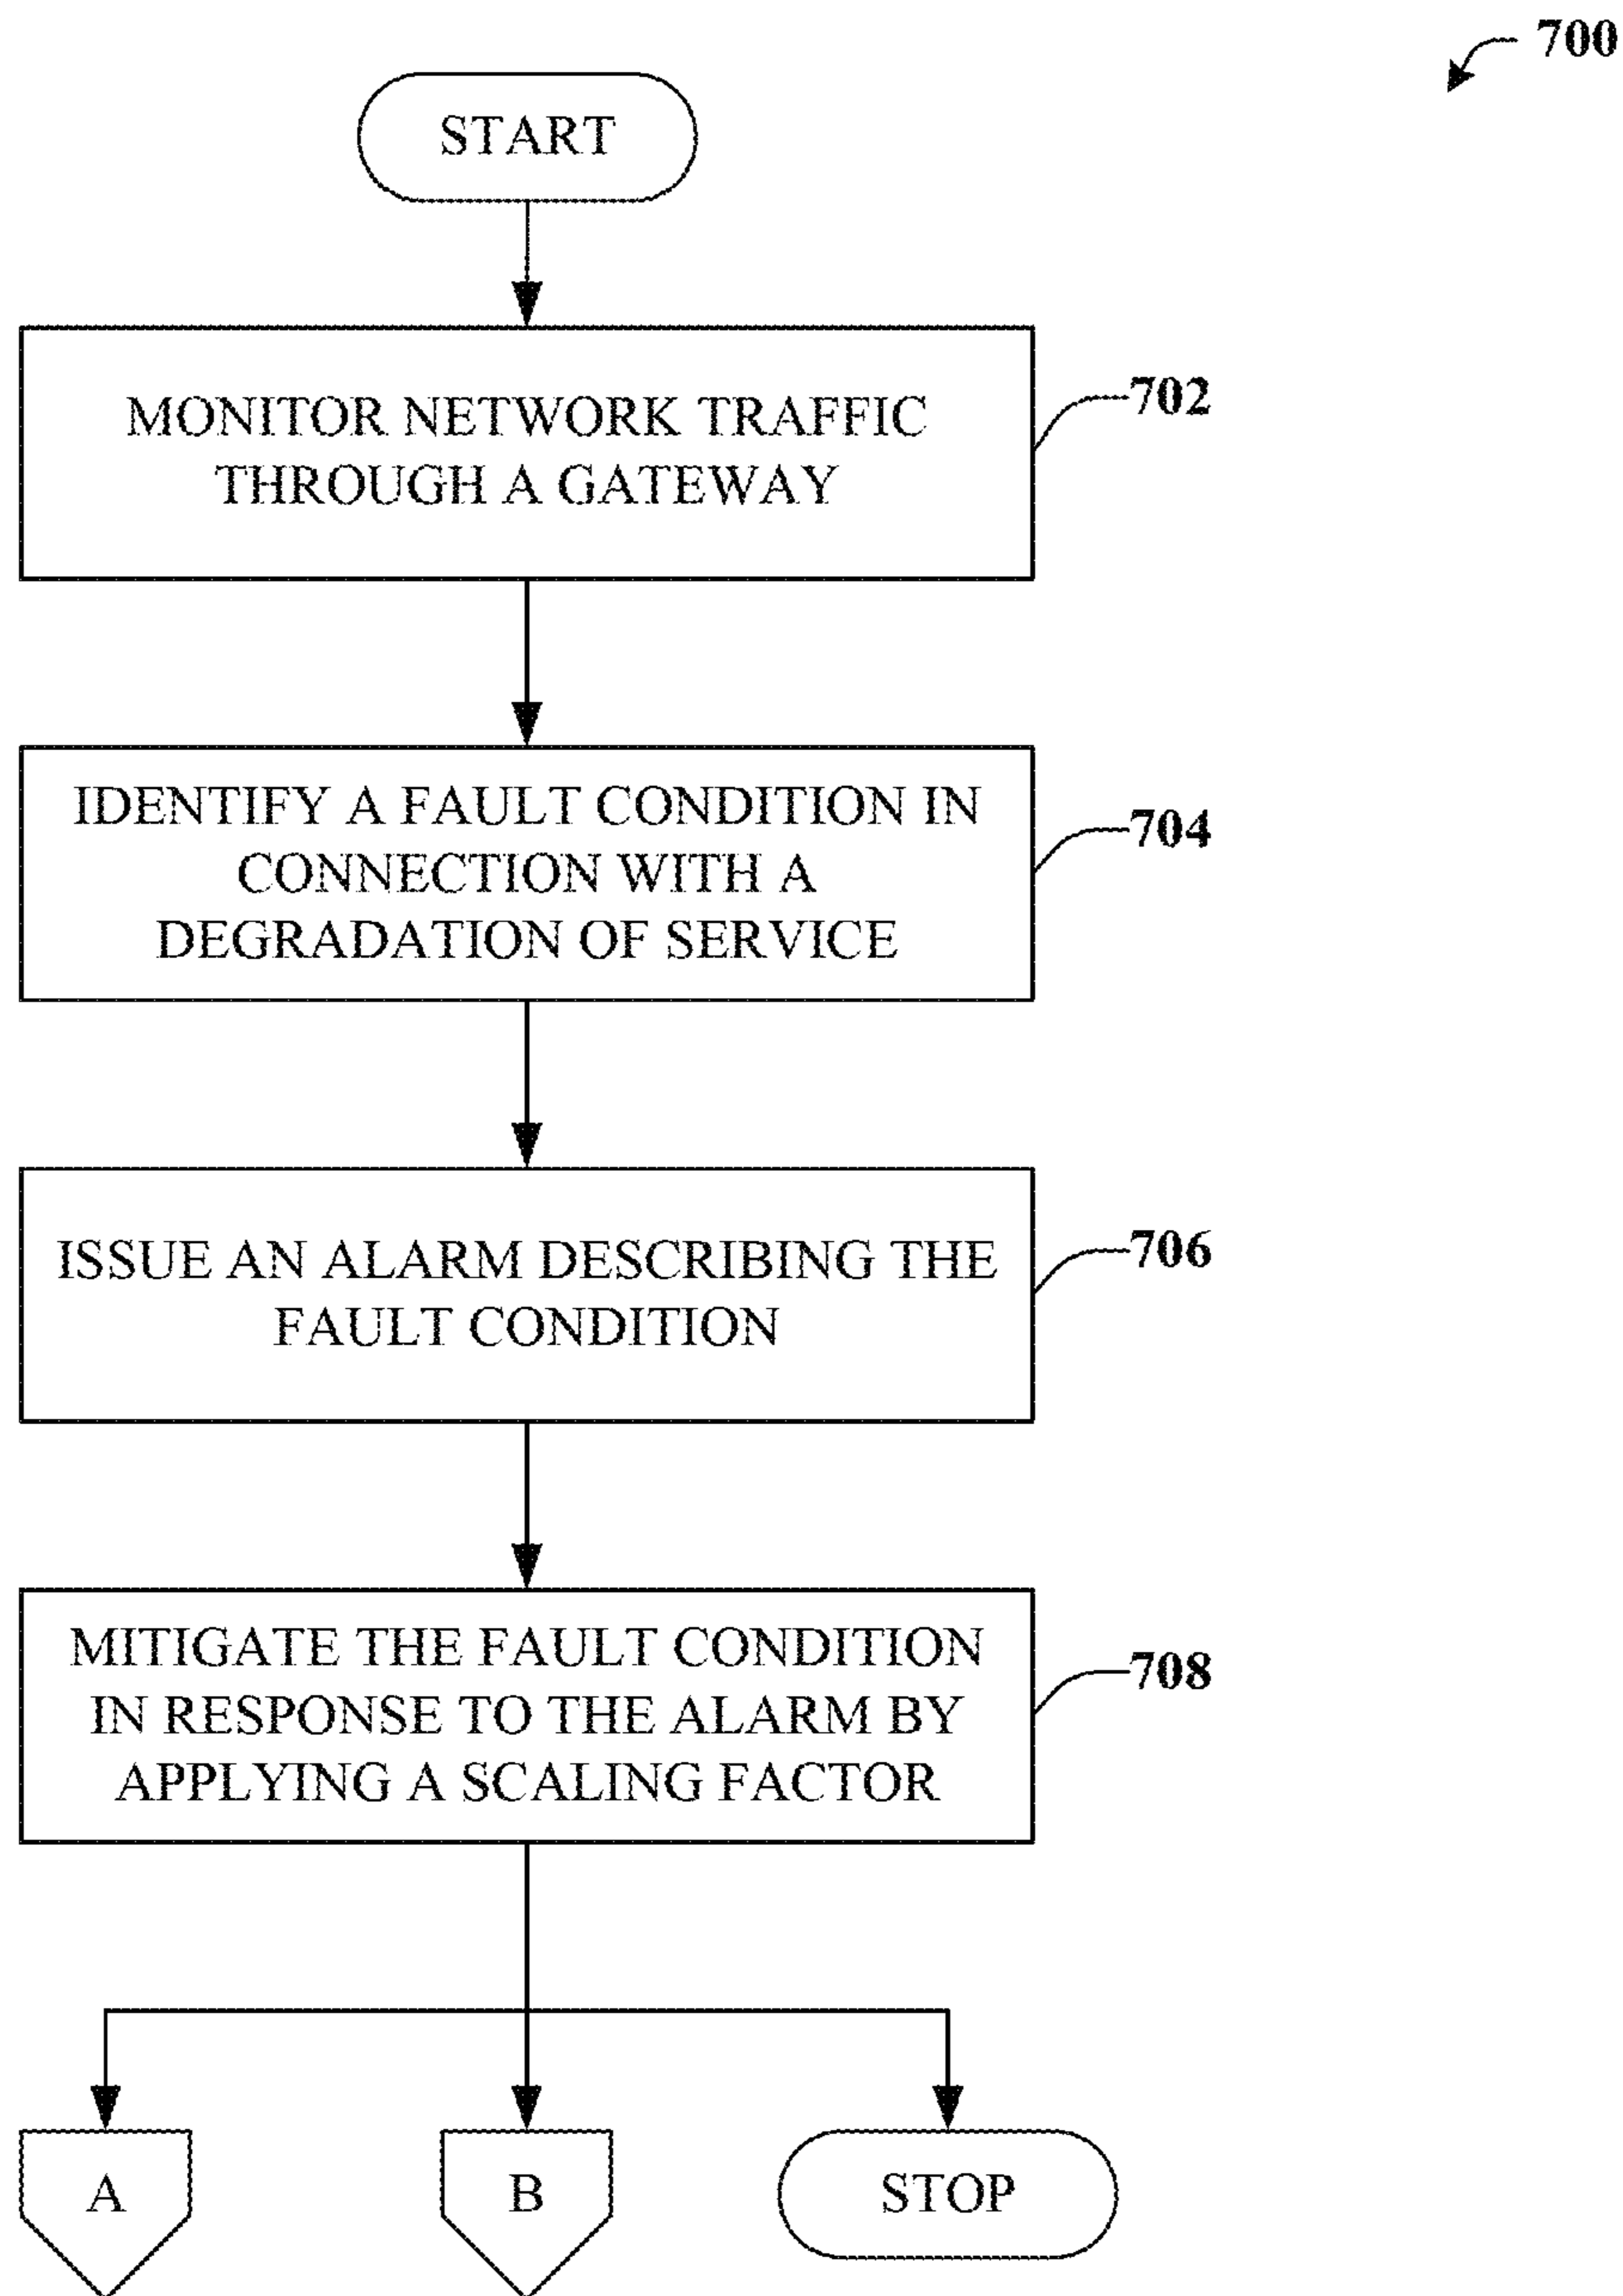 700
START
MONITOR NETWORK TRAFFIC
THROUGH A GATEWAY
702
IDENTIFY A FAULT CONDITION IN
CONNECTION WITH A
DEGRADATION OF SERVICE
704
ISSUE AN ALARM DESCRIBING THE
FAULT CONDITION
706
MITIGATE THE FAULT CONDITION
IN RESPONSE TO THE ALARM BY
APPLYING A SCALING FACTOR
708
A
B
STOP